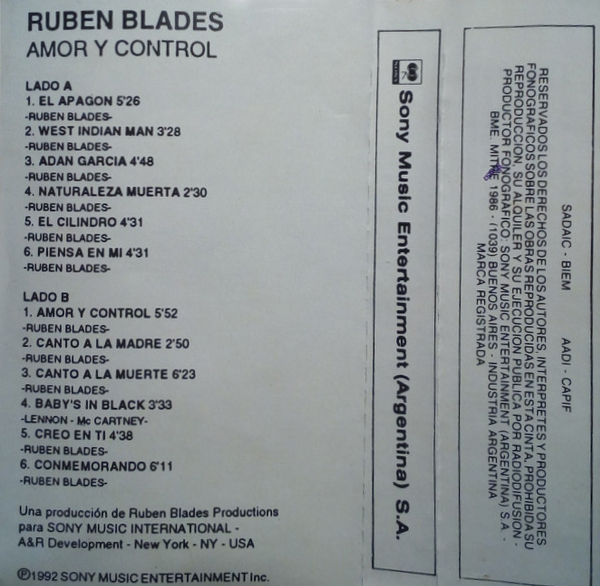 RUBEN BLADES
AMOR Y CONTROL
LADO A
1. EL APAGON 5'26
-RUBEN BLADES-
2. WEST INDIAN MAN 3'28
-RUBEN BLADES-
3. ADAN GARCIA 4'48
-RUBEN BLADES-
4. NATURALEZA MUERTA 2'30
-RUBEN BLADES-
5. EL CILINDRO 4'31
-RUBEN BLADES-
6. PIENSA EN MI 4'31
-RUBEN BLADES-
LADO B
1. AMOR Y CONTROL 5'52
-RUBEN BLADES-
2. CANTO A LA MADRE 2'50
-RUBEN BLADES-
3. CANTO A LA MUERTE 6'23
-RUBEN BLADES-
4. BABY'S IN BLACK 3'33
-LENNON - Mc CARTNEY-
5. CREO EN TI 4'38
-RUBEN BLADES-
6. CONMEMORANDO 6'11
-RUBEN BLADES-
Una producción de Ruben Blades Productions
para SONY MUSIC INTERNATIONAL -
A&R Development - New York - NY - USA
Ⓟ1992 SONY MUSIC ENTERTAINMENT Inc.
SONY
Sony Music Entertainment (Argentina) S.A.
SADAIC - BIEM AADI - CAPIF
RESERVADOS LOS DERECHOS DE LOS AUTORES, INTERPRETES Y PRODUCTORES
FONOGRAFICOS SOBRE LAS OBRAS REPRODUCIDAS EN ESTA CINTA, PROHIBIDA SU
REPRODUCCION, SU ALQUILER Y SU EJECUCION PUBLICA POR RADIODIFUSION -
PRODUCTOR FONOGRAFICO: SONY MUSIC ENTERTAINMENT (ARGENTINA) S.A. -
BME. MITRE 1986 - (1039) BUENOS AIRES - INDUSTRIA ARGENTINA
MARCA REGISTRADA